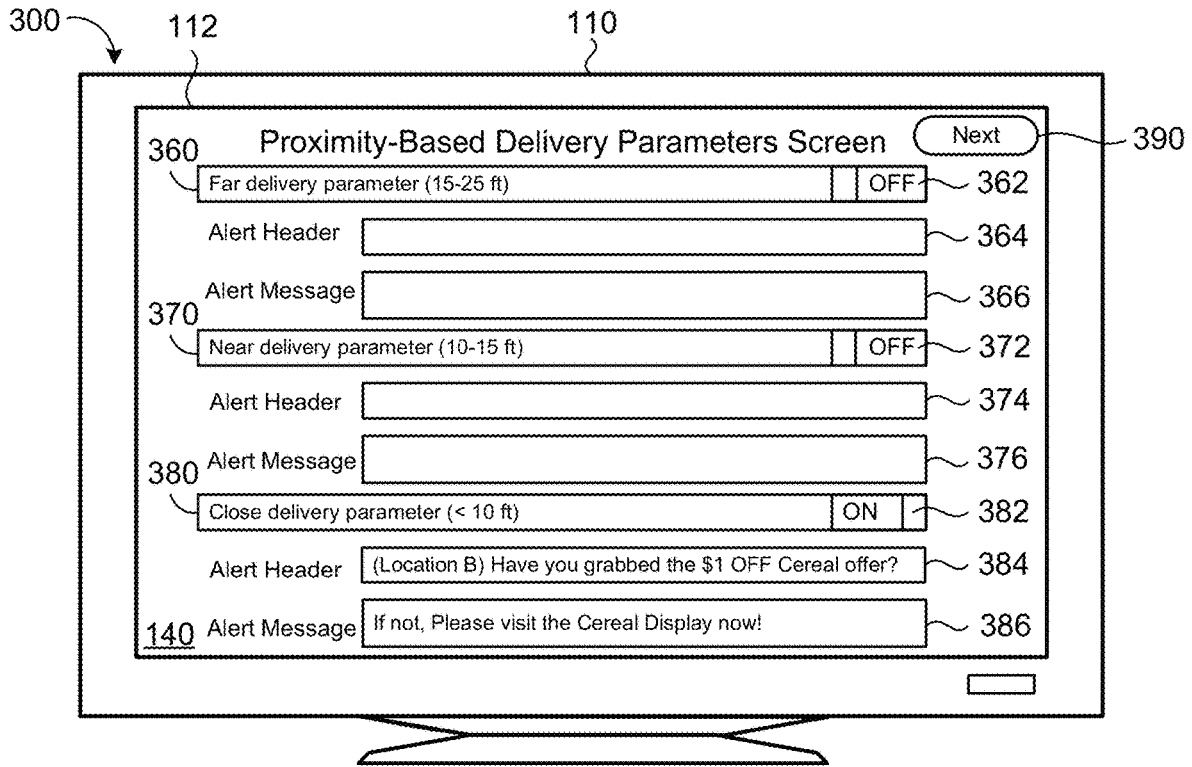 300
112
110
Proximity-Based Delivery Parameters Screen
Next
390
360
Far delivery parameter (15-25 ft)
OFF
362
Alert Header
364
Alert Message
366
370
Near delivery parameter (10-15 ft)
OFF
372
Alert Header
374
Alert Message
376
380
Close delivery parameter (< 10 ft)
ON
382
Alert Header
(Location B) Have you grabbed the $1 OFF Cereal offer?
384
140
Alert Message
If not, Please visit the Cereal Display now!
386